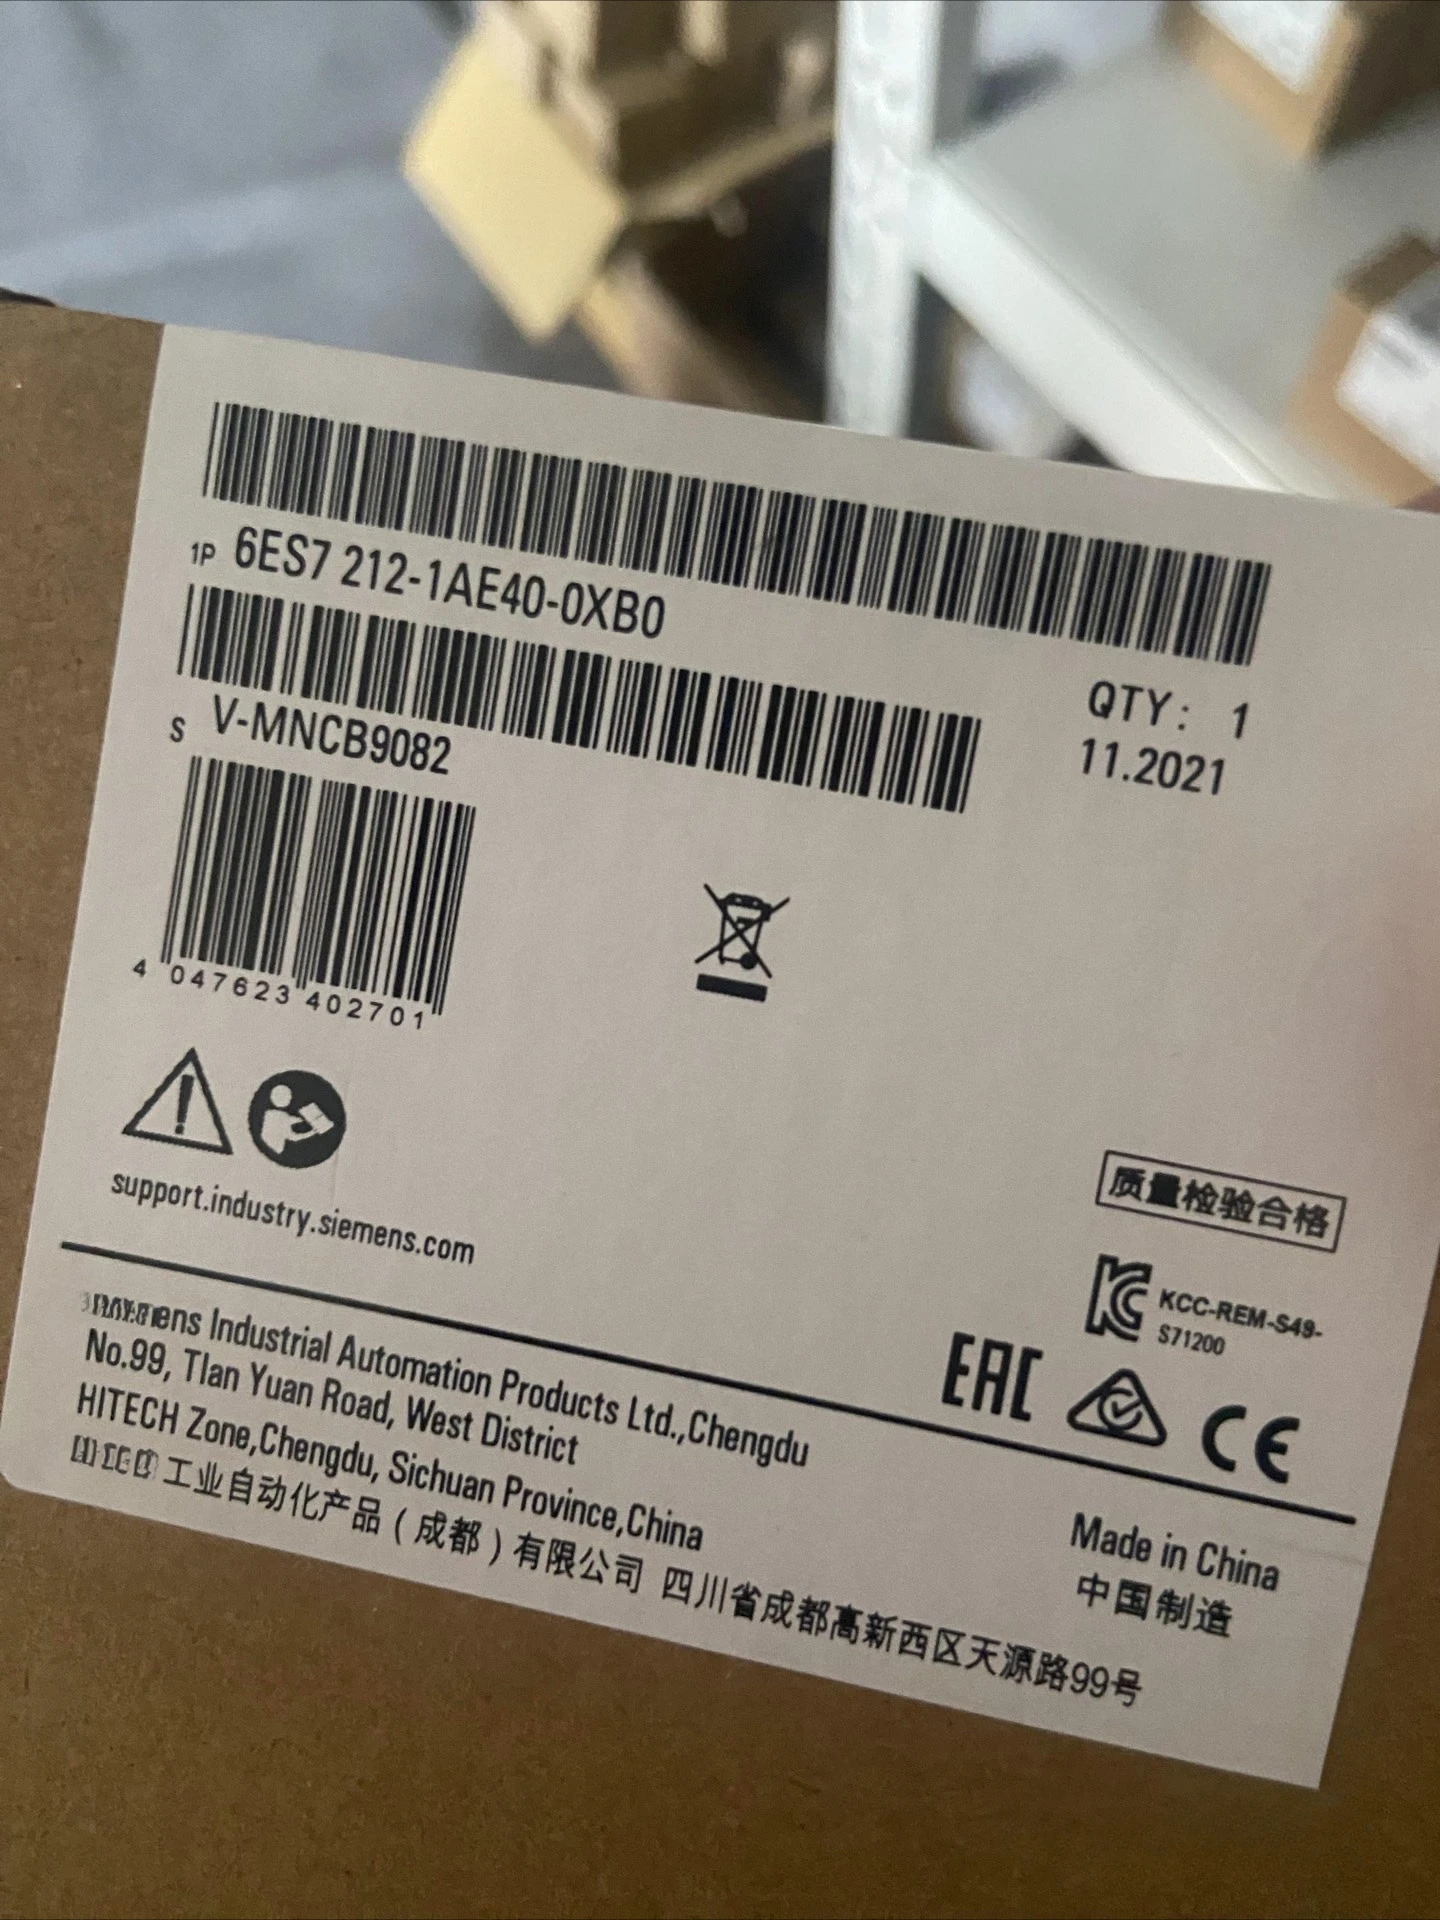 1P 6ES7 212-1AE40-0XB0
QTY: 1
S V-MNCB9082
11.2021
4 047623 402701
support.industry.siemens.com
质量检验合格
KCC-REM-S49-
S71200
EAC
CE
Industrial Automation Products Ltd.,Chengdu
No.99, TIan Yuan Road, West District
HITECH Zone,Chengdu, Sichuan Province,China
工业自动化产品(成都)有限公司 四川省成都高新西区天源路99号
Made in China
中国制造